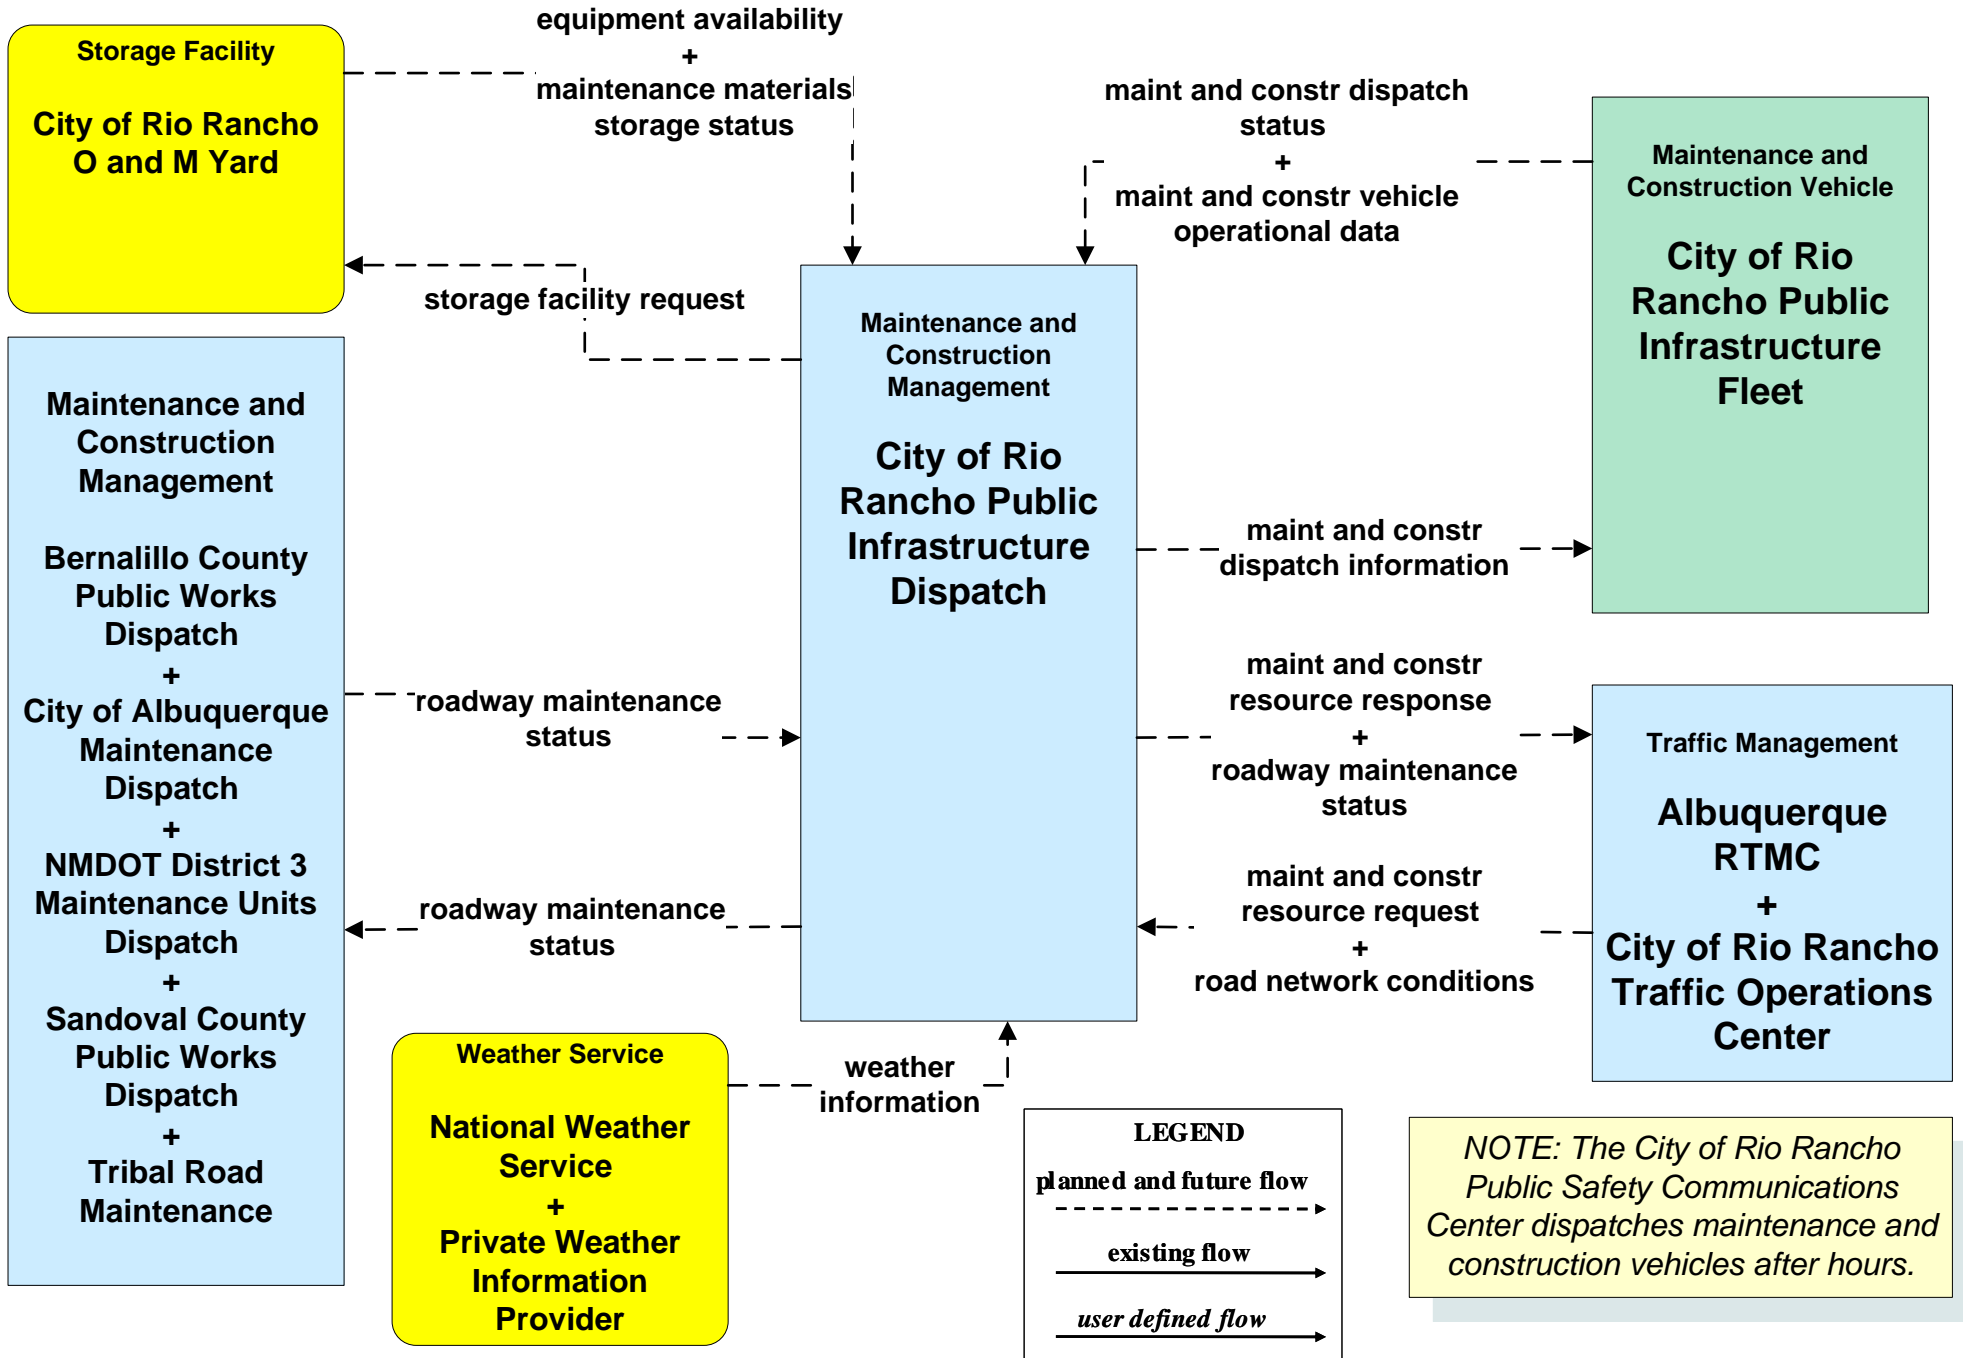 equipment availability
+
maintenance materials
storage status
Storage Facility
City of Rio Rancho
O and M Yard
storage facility request
maint and constr dispatch
status
+
maint and constr vehicle
operational data
Maintenance and
Construction Vehicle
City of Rio
Rancho Public
Infrastructure
Fleet
Maintenance and
Construction
Management
City of Rio
Rancho Public
Infrastructure
Dispatch
maint and constr
dispatch information
Maintenance and
Construction
Management
Bernalillo County
Public Works
Dispatch
+
City of Albuquerque
Maintenance
Dispatch
+
NMDOT District 3
Maintenance Units
Dispatch
+
Sandoval County
Public Works
Dispatch
+
Tribal Road
Maintenance
roadway maintenance
status
roadway maintenance
status
maint and constr
resource response
+
roadway maintenance
status
maint and constr
resource request
+
road network conditions
Traffic Management
Albuquerque
RTMC
+
City of Rio Rancho
Traffic Operations
Center
Weather Service
National Weather
Service
+
Private Weather
Information
Provider
weather
information
LEGEND
planned and future flow
existing flow
user defined flow
NOTE: The City of Rio Rancho
Public Safety Communications
Center dispatches maintenance and
construction vehicles after hours.